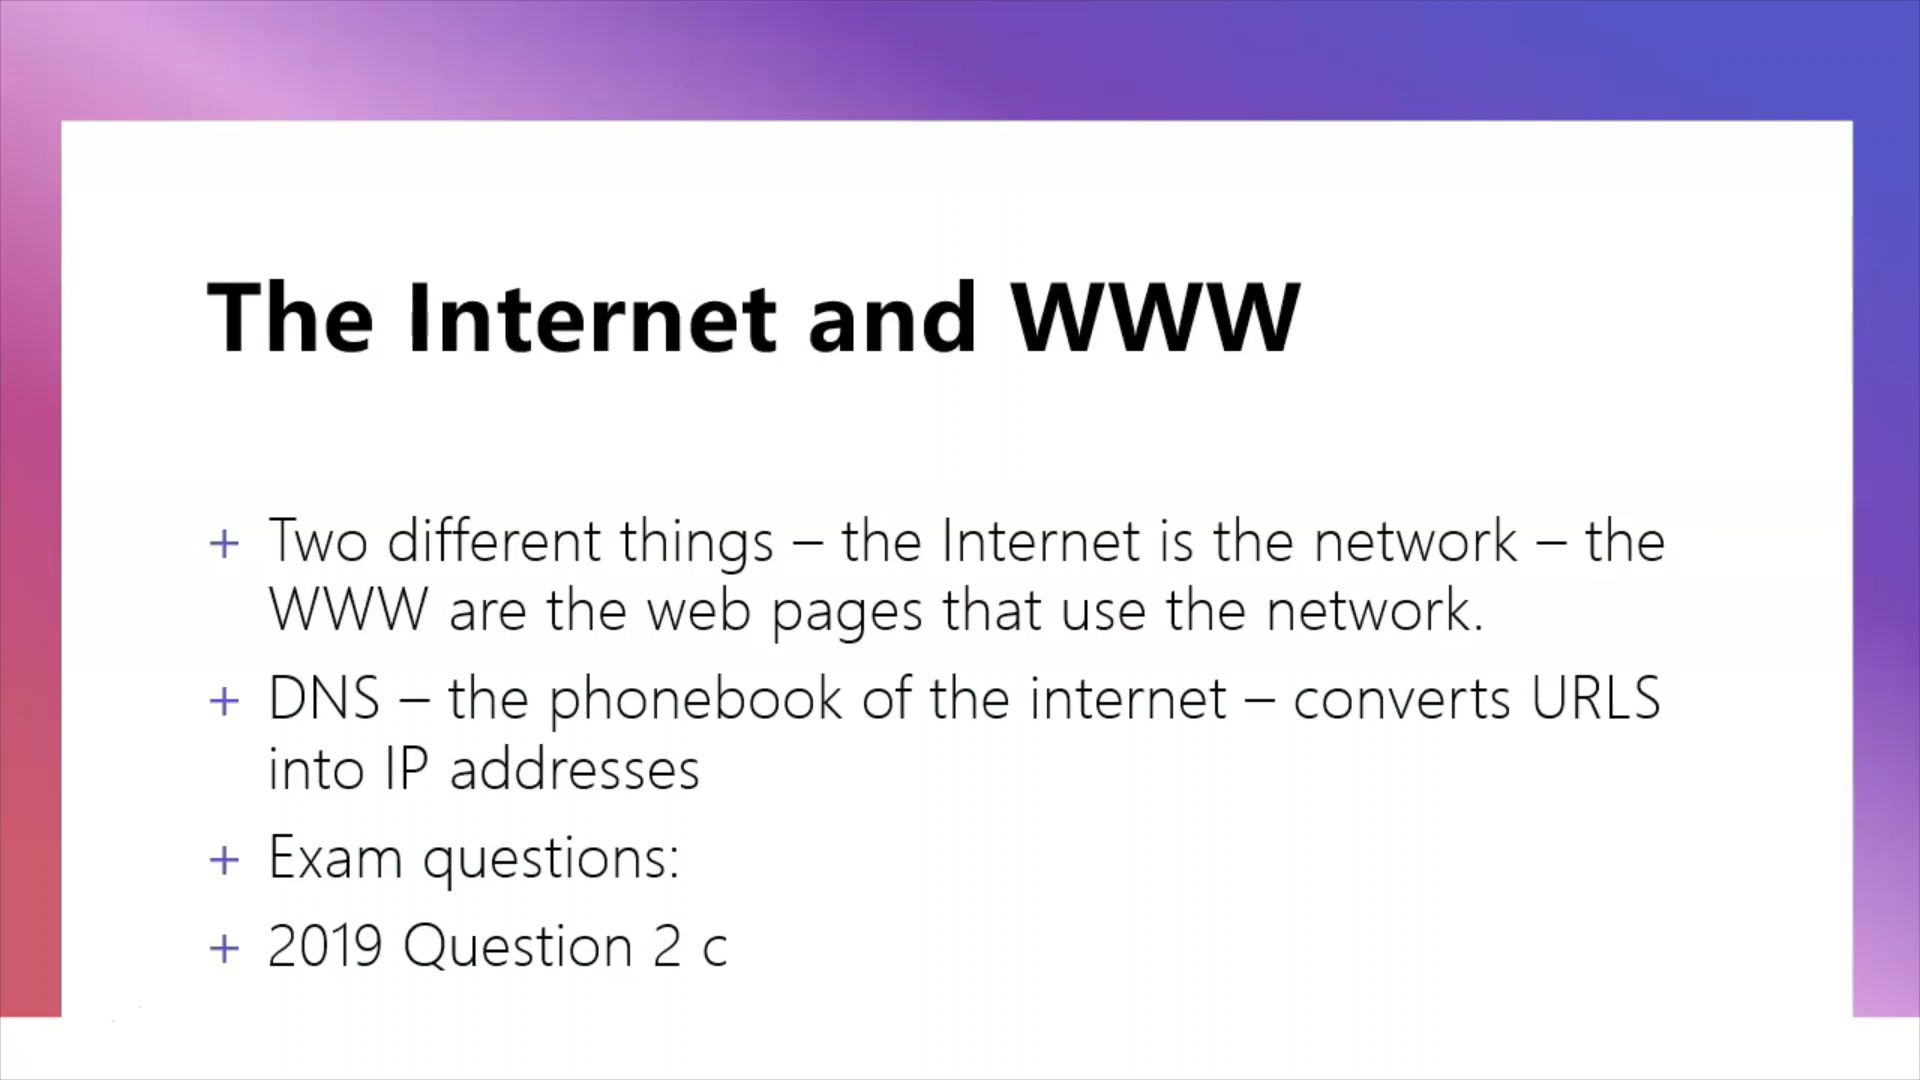 The Internet and WWW
+ Two different things – the Internet is the network – the
WWW are the web pages that use the network.
+ DNS – the phonebook of the internet – converts URLS
into IP addresses
+ Exam questions:
+ 2019 Question 2 c